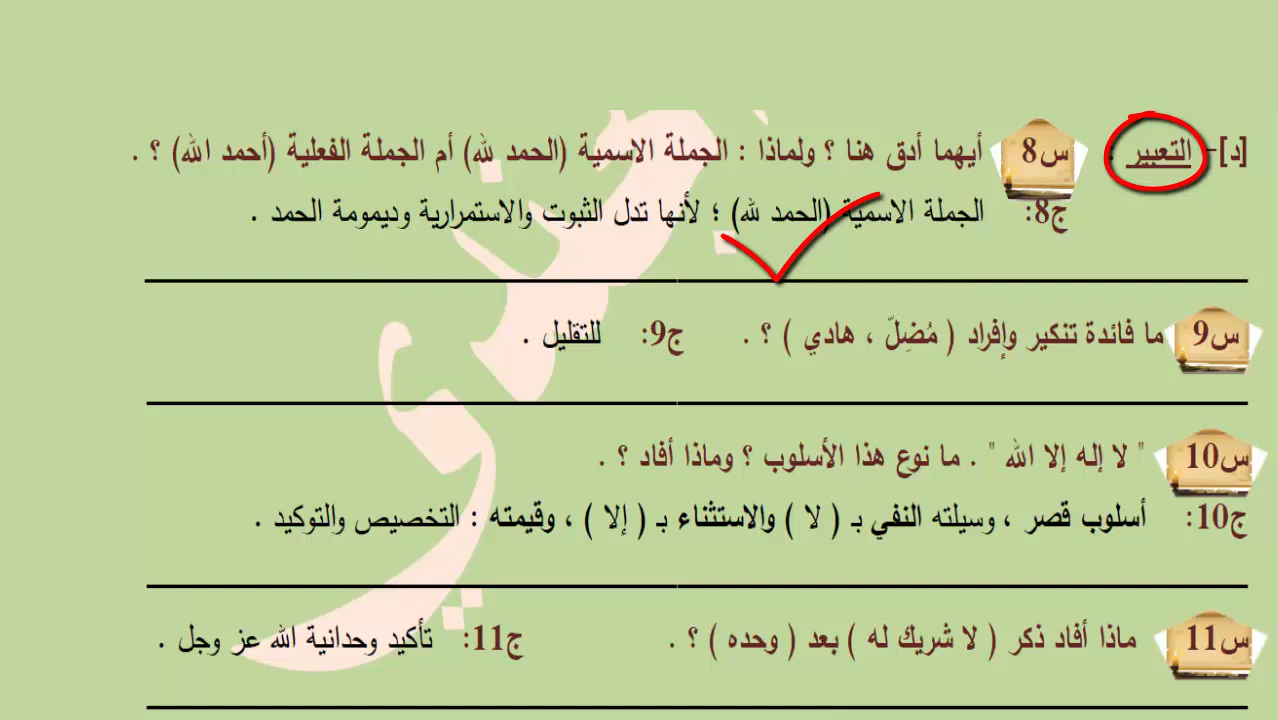 [د]- التعبير . س8 أيهما أدق هنا ؟ ولماذا : الجملة الاسمية (الحمد لله) أم الجملة الفعلية (أحمد الله) ؟ .
ج8: الجملة الاسمية (الحمد لله) ؛ لأنها تدل الثبوت والاستمرارية وديمومة الحمد .
س9 ما فائدة تنكير وإفراد ( مُضِلّ ، هادي ) ؟ . ج9: للتقليل .
س10 " لا إله إلا الله " . ما نوع هذا الأسلوب ؟ وماذا أفاد ؟ .
ج10: أسلوب قصر ، وسيلته النفي بـ ( لا ) والاستثناء بـ ( إلا ) ، وقيمته : التخصيص والتوكيد .
س11 ماذا أفاد ذكر ( لا شريك له ) بعد ( وحده ) ؟ . ج11: تأكيد وحدانية الله عز وجل .